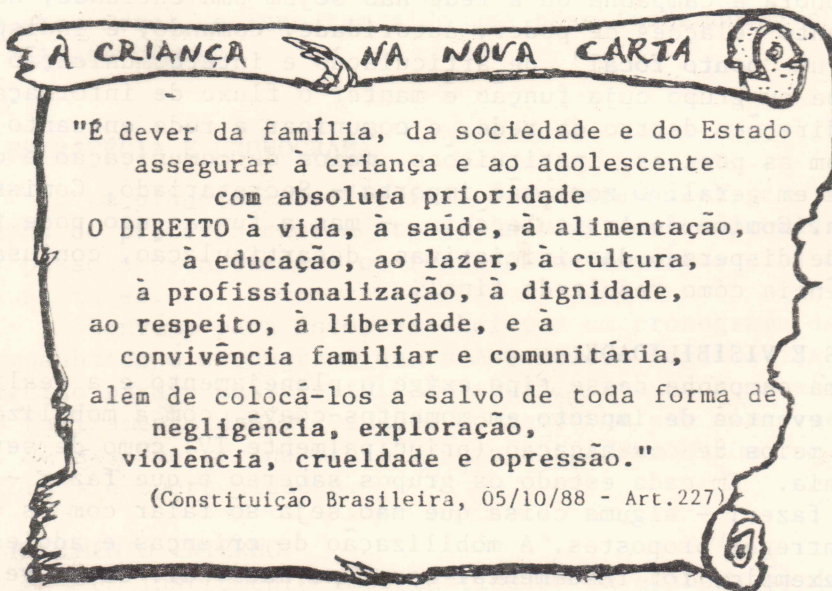 A CRIANÇA NA NOVA CARTA
"É dever da família, da sociedade e do Estado
assegurar à criança e ao adolescente
com absoluta prioridade
O DIREITO à vida, à saúde, à alimentação,
à educação, ao lazer, à cultura,
à profissionalização, à dignidade,
ao respeito, à liberdade, e à
convivência familiar e comunitária,
além de colocá-los a salvo de toda forma de
negligência, exploração,
violência, crueldade e opressão."
(Constituição Brasileira, 05/10/88 - Art.227)